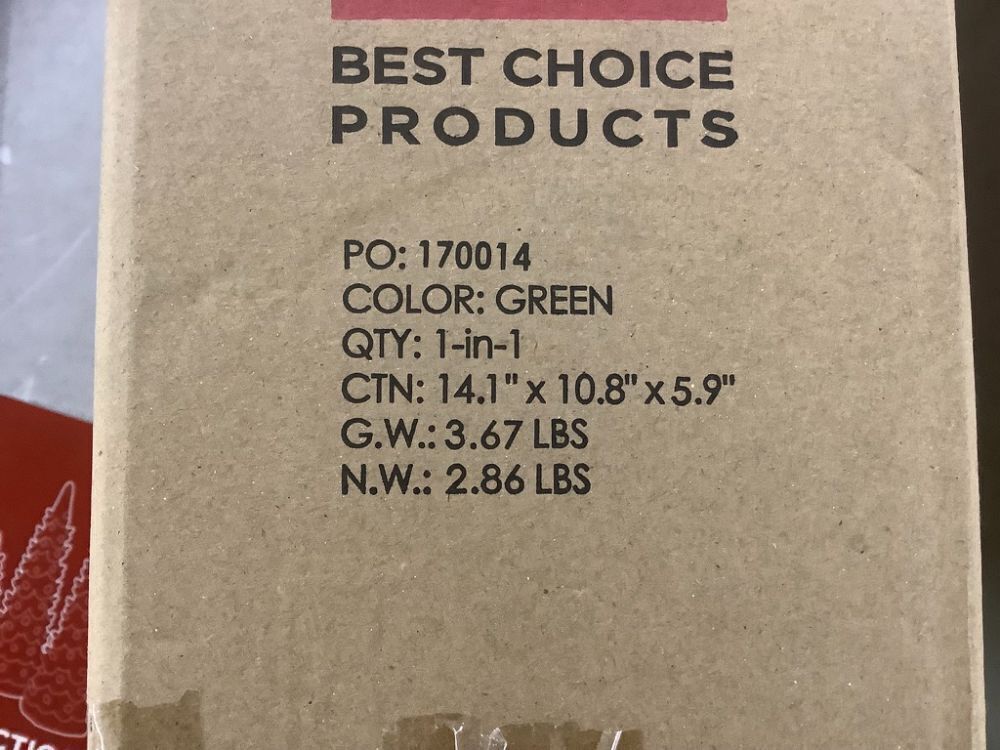 BEST CHOICE
PRODUCTS
PO: 170014
COLOR: GREEN
QTY: 1-in-1
CTN: 14.1" x 10.8" x 5.9"
G.W.: 3.67 LBS
N.W.: 2.86 LBS